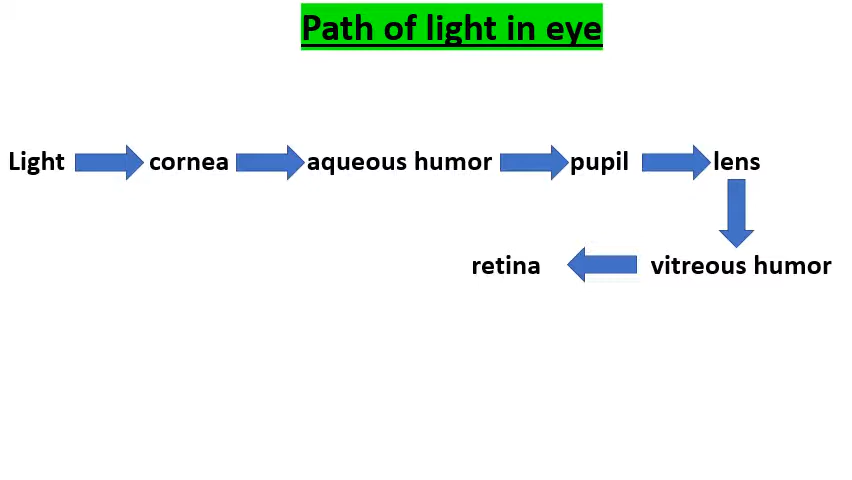 Path of light in eye
Light cornea aqueous humor pupil lens
retina vitreous humor